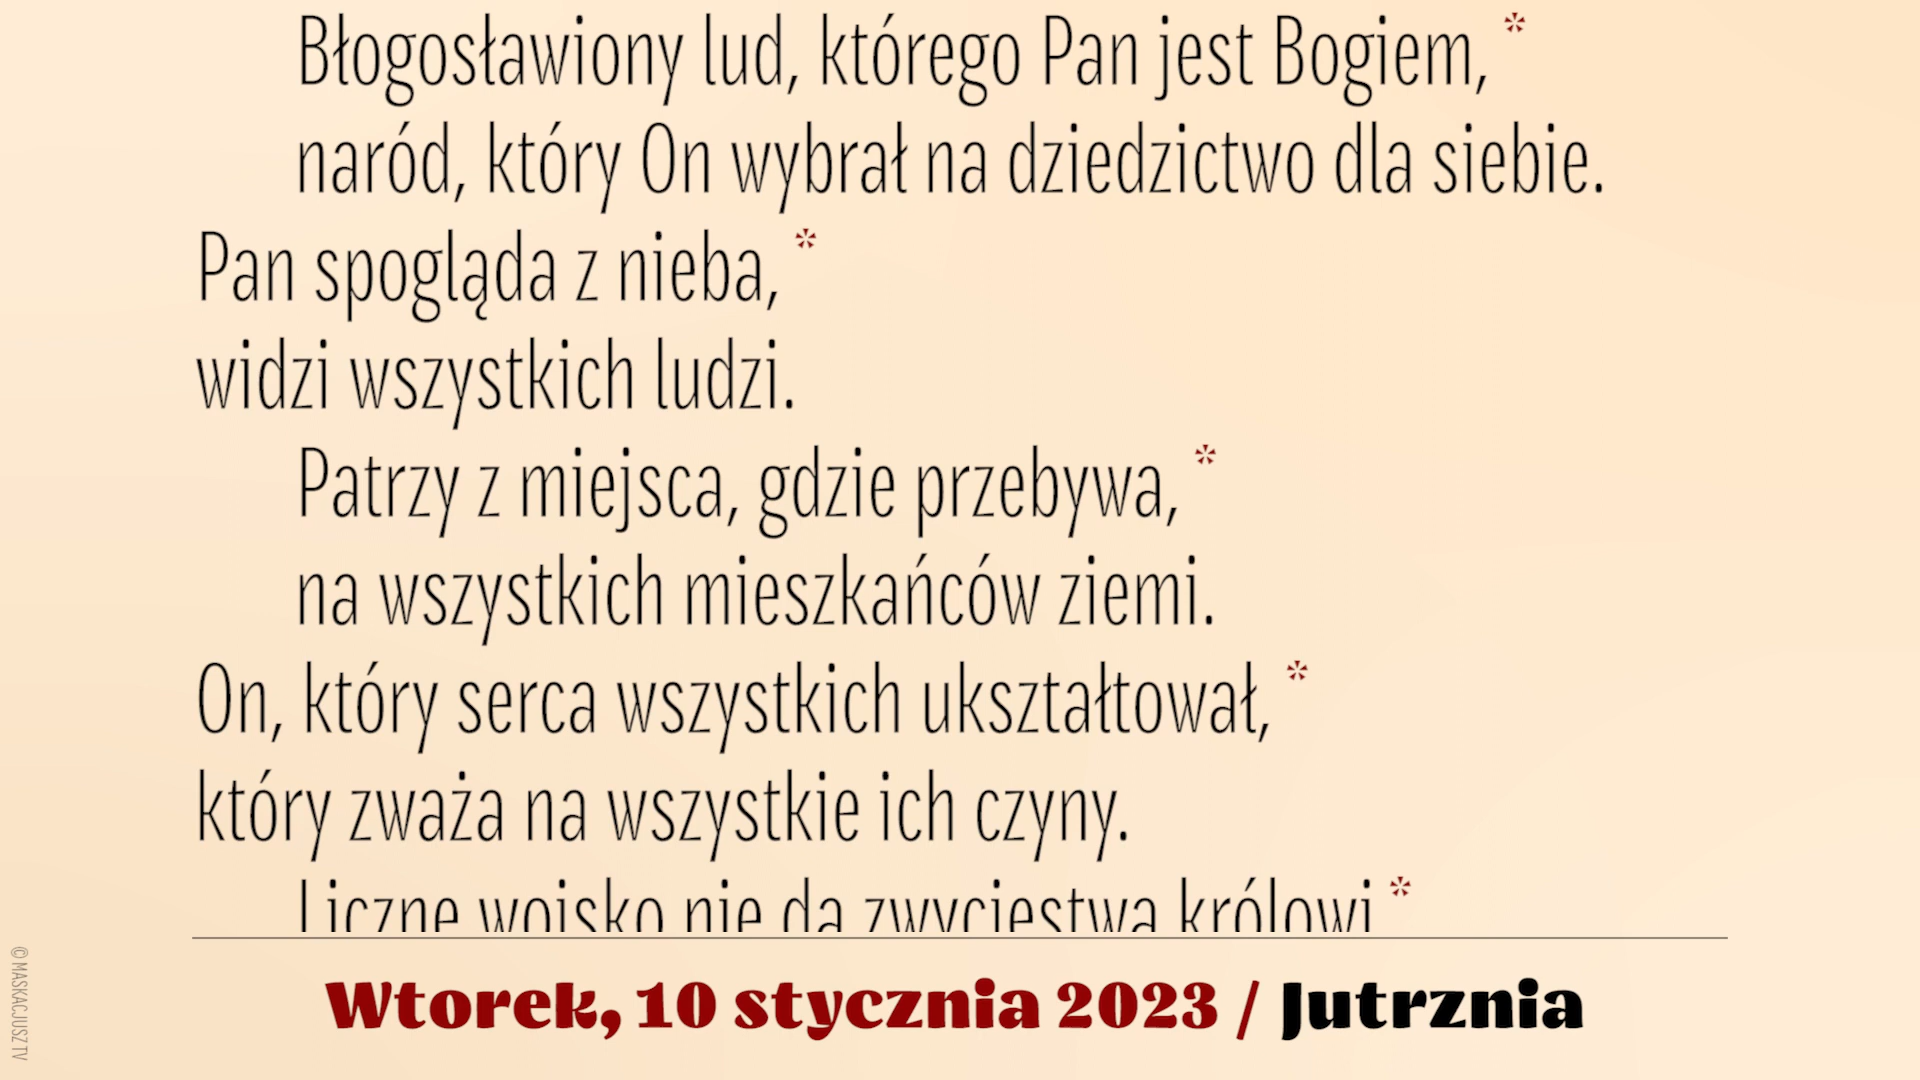 Błogosławiony lud, którego Pan jest Bogiem, *
naród, który On wybrał na dziedzictwo dla siebie.
Pan spogląda z nieba, *
widzi wszystkich ludzi.
Patrzy z miejsca, gdzie przebywa, *
na wszystkich mieszkańców ziemi.
On, który serca wszystkich ukształtował, *
który zważa na wszystkie ich czyny.
Liczne wojsko nie da zwycięstwa królowi *
Wtorek, 10 stycznia 2023 / Jutrznia
© MASKACJUSZ TV